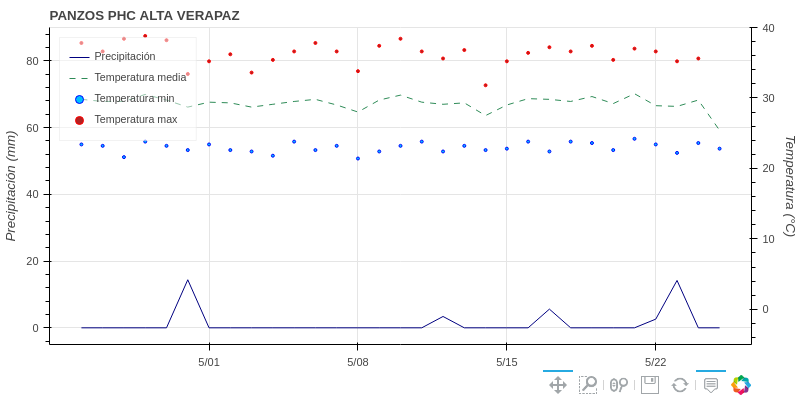 PANZOS PHC ALTA VERAPAZ
Precipitación
Temperatura media
Temperatura min
Temperatura max
Precipitación (mm)
80
60
40
20
0
Temperatura (°C)
40
30
20
10
0
5/01
5/08
5/15
5/22